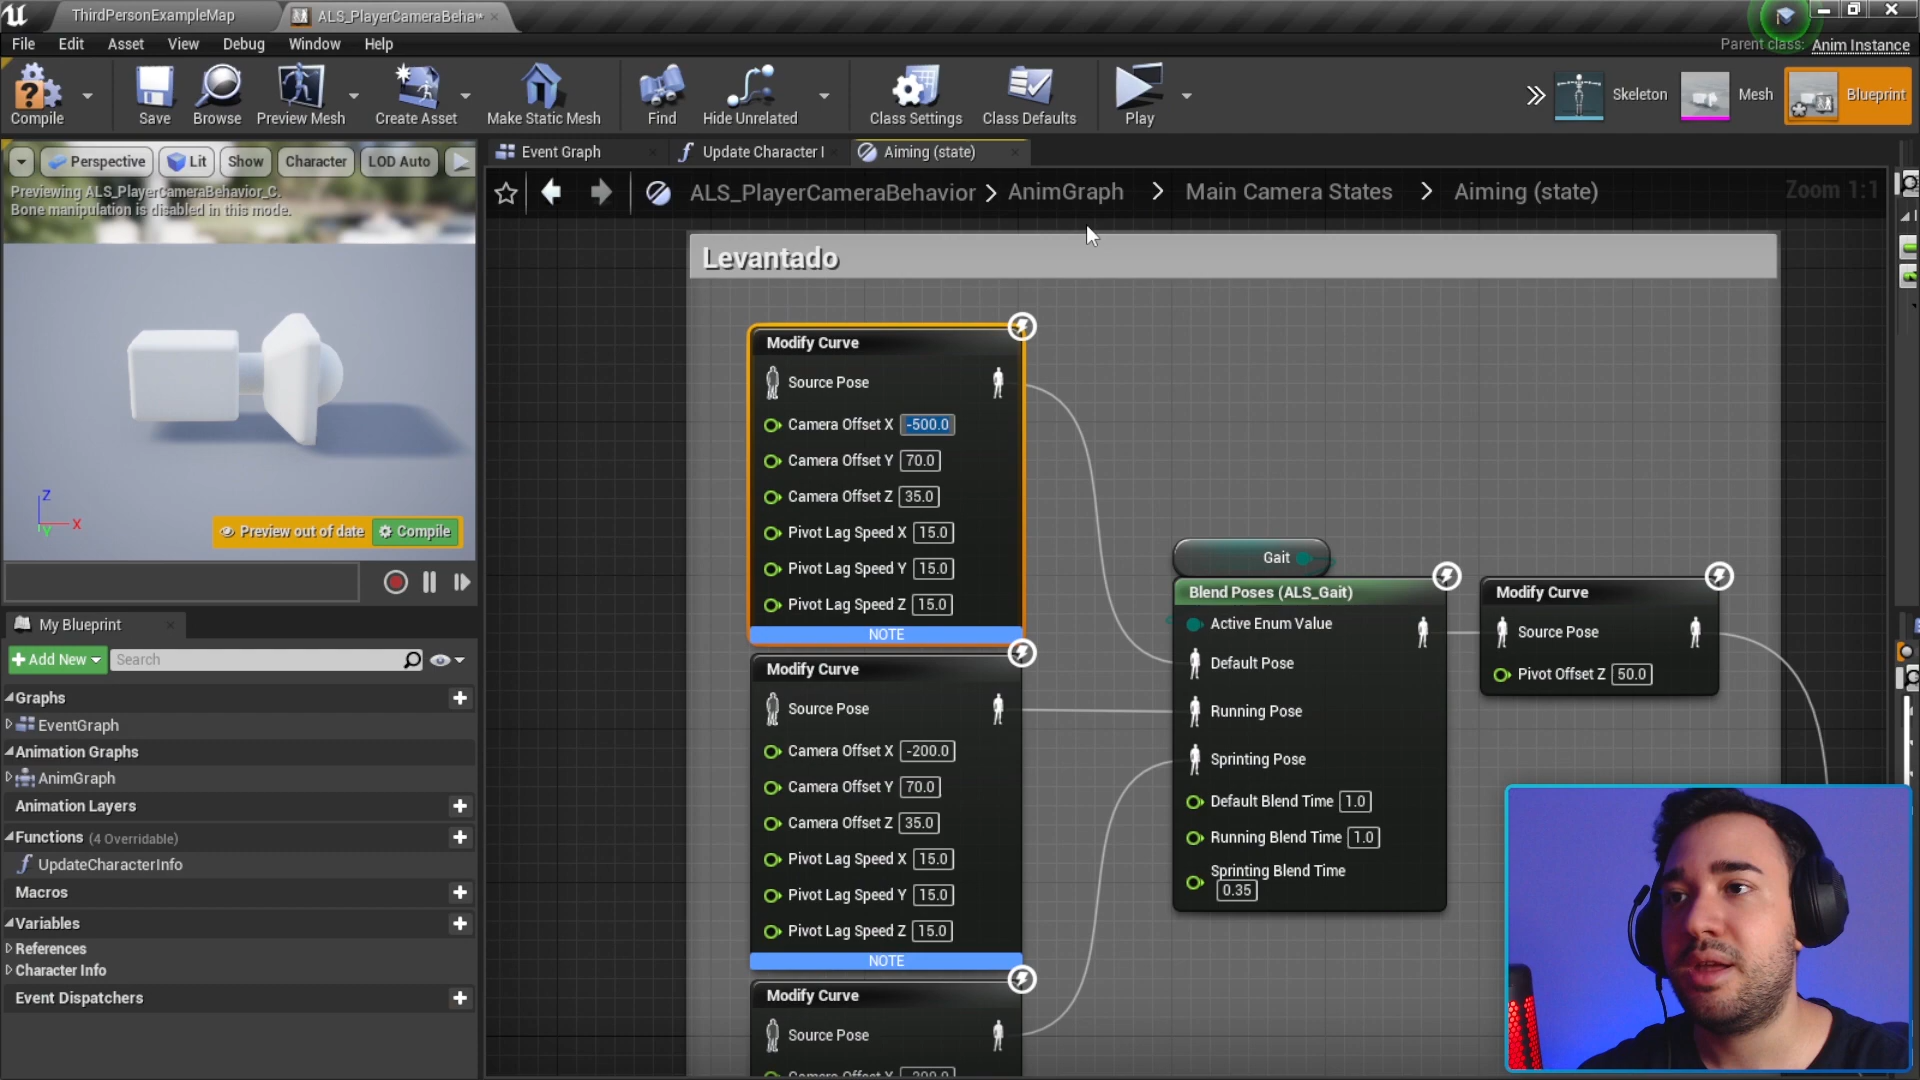 ThirdPersonExampleMap
ALS_PlayerCameraBeha
File Edit Asset View Debug Window Help
Parent class: Anim Instance
Compile
Save
Browse
Preview Mesh
Create Asset
Make Static Mesh
Find
Hide Unrelated
Class Settings
Class Defaults
Play
Skeleton
Mesh
Blueprint
Perspective
Lit
Show
Character
LOD Auto
Previewing ALS_PlayerCameraBehavior_C.
Bone manipulation is disabled in this mode.
Z
X
Y
Preview out of date
Compile
My Blueprint
+Add New
Search
Graphs
EventGraph
Animation Graphs
AnimGraph
Animation Layers
Functions (4 Overridable)
UpdateCharacterInfo
Macros
Variables
References
Character Info
Event Dispatchers
Event Graph
Update Character I
Aiming (state)
ALS_PlayerCameraBehavior > AnimGraph > Main Camera States > Aiming (state)
Zoom 1:1
Levantado
Modify Curve
Source Pose
Camera Offset X -500.0
Camera Offset Y 70.0
Camera Offset Z 35.0
Pivot Lag Speed X 15.0
Pivot Lag Speed Y 15.0
Pivot Lag Speed Z 15.0
NOTE
Modify Curve
Source Pose
Camera Offset X -200.0
Camera Offset Y 70.0
Camera Offset Z 35.0
Pivot Lag Speed X 15.0
Pivot Lag Speed Y 15.0
Pivot Lag Speed Z 15.0
NOTE
Modify Curve
Source Pose
Gait
Blend Poses (ALS_Gait)
Active Enum Value
Default Pose
Running Pose
Sprinting Pose
Default Blend Time 1.0
Running Blend Time 1.0
Sprinting Blend Time
0.35
Modify Curve
Source Pose
Pivot Offset Z 50.0